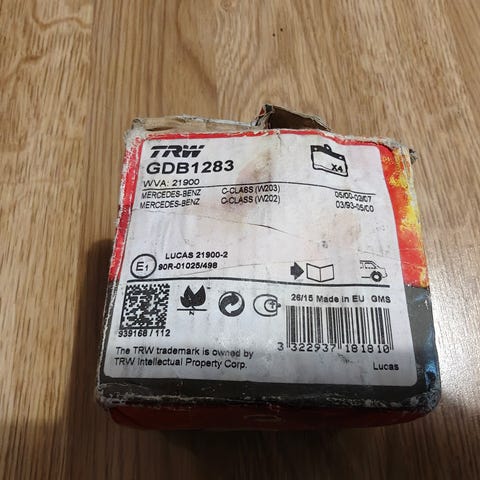 TRW
GDB1283
X4
WVA: 21900
MERCEDES-BENZ C-CLASS (W203) 05/00-02/07
MERCEDES-BENZ C-CLASS (W202) 03/93-05/00
LUCAS 21900-2
E1 90R-01025/498
26/15 Made in EU GMS
939168 / 112
3 322937 181810
The TRW trademark is owned by
TRW Intellectual Property Corp.
Lucas